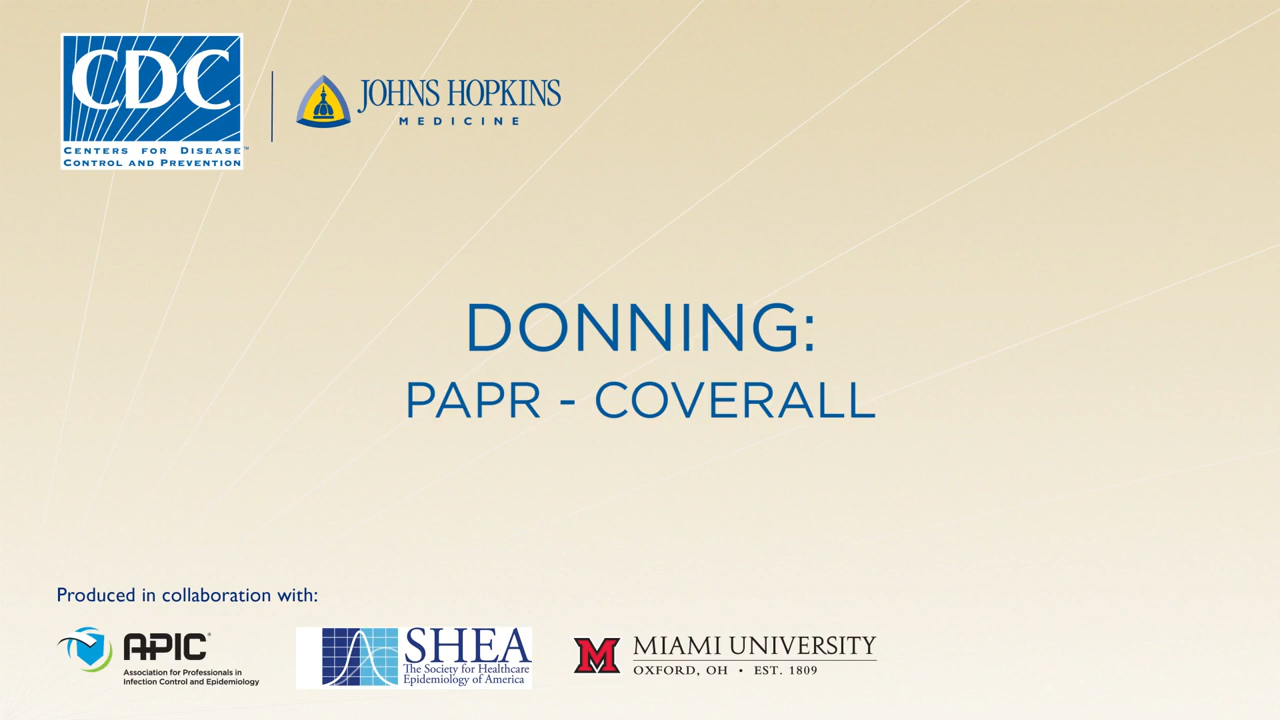 CDC
CENTERS FOR DISEASE™
CONTROL AND PREVENTION
JOHNS HOPKINS
MEDICINE
DONNING:
PAPR - COVERALL
Produced in collaboration with:
APIC®
Association for Professionals in
Infection Control and Epidemiology
SHEA
The Society for Healthcare
Epidemiology of America
M
MIAMI UNIVERSITY
OXFORD, OH • EST. 1809